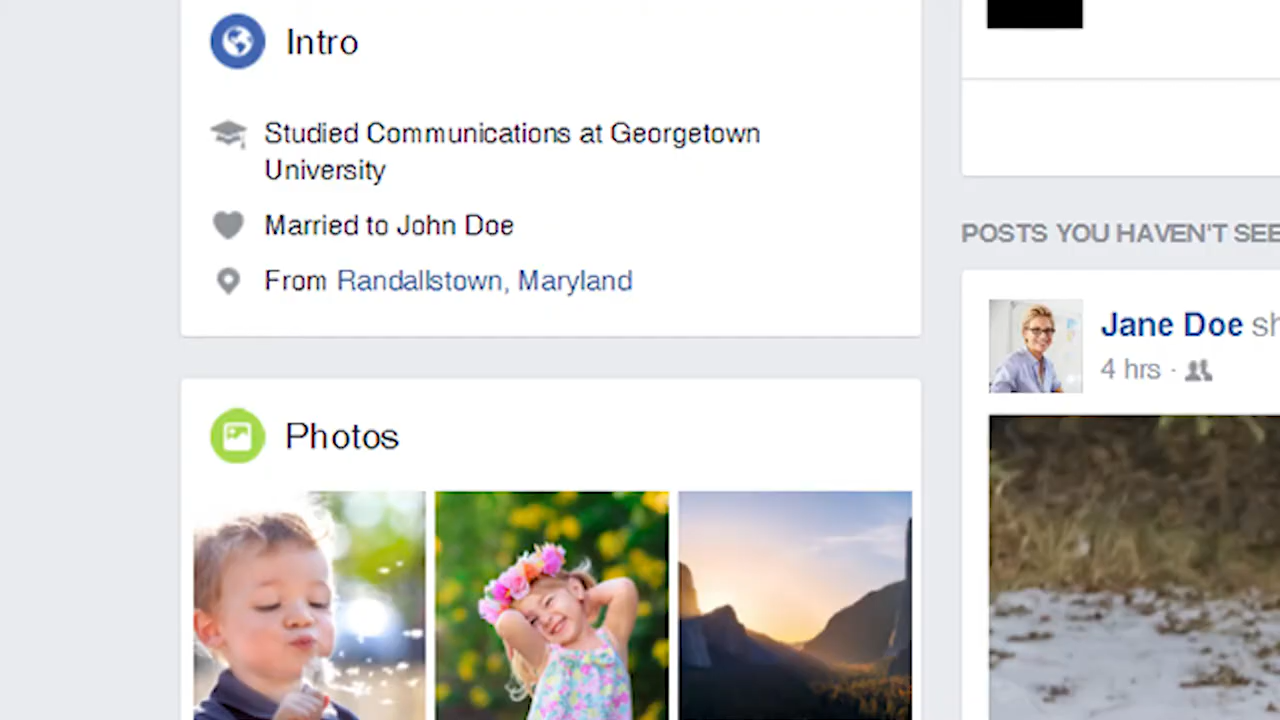 Intro
Studied Communications at Georgetown
University
Married to John Doe
From Randallstown, Maryland
Photos
POSTS YOU HAVEN'T SEE
Jane Doe sh
4 hrs ·